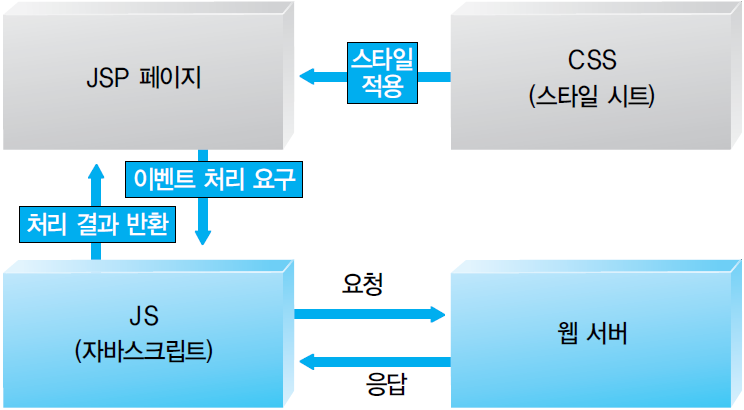 JSP 페이지
스타일
적용
CSS
(스타일 시트)
이벤트 처리 요구
처리 결과 반환
JS
(자바스크립트)
요청
응답
웹 서버